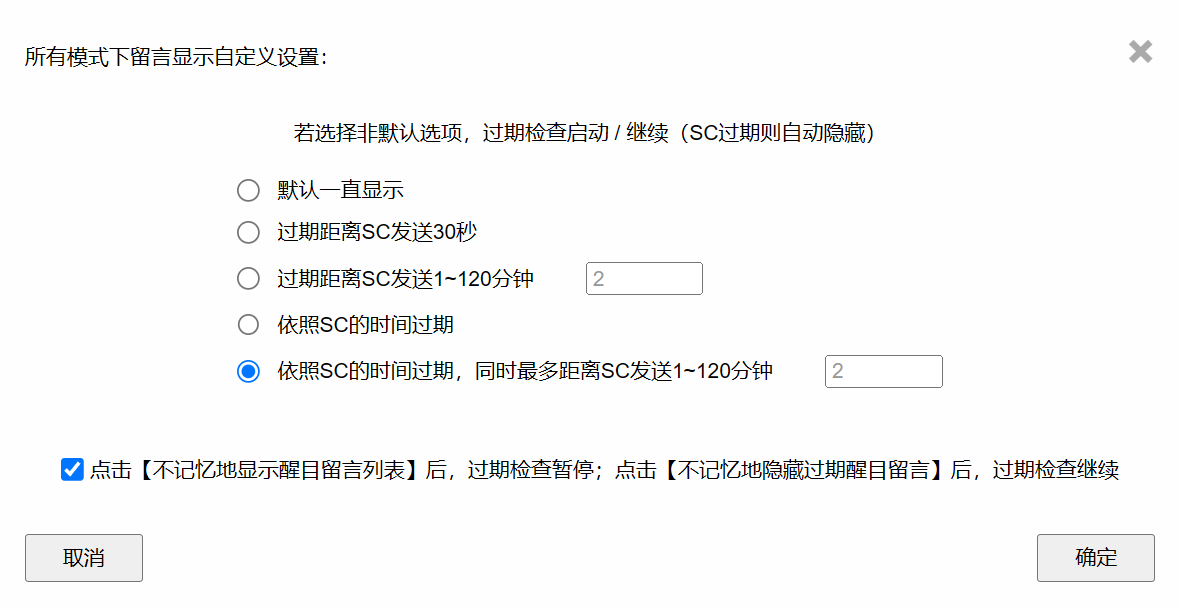 所有模式下留言显示自定义设置：
若选择非默认选项，过期检查启动 / 继续（SC过期则自动隐藏）
默认一直显示
过期距离SC发送30秒
过期距离SC发送1~120分钟 2
依照SC的时间过期
依照SC的时间过期，同时最多距离SC发送1~120分钟 2
点击【不记忆地显示醒目留言列表】后，过期检查暂停；点击【不记忆地隐藏过期醒目留言】后，过期检查继续
取消 确定